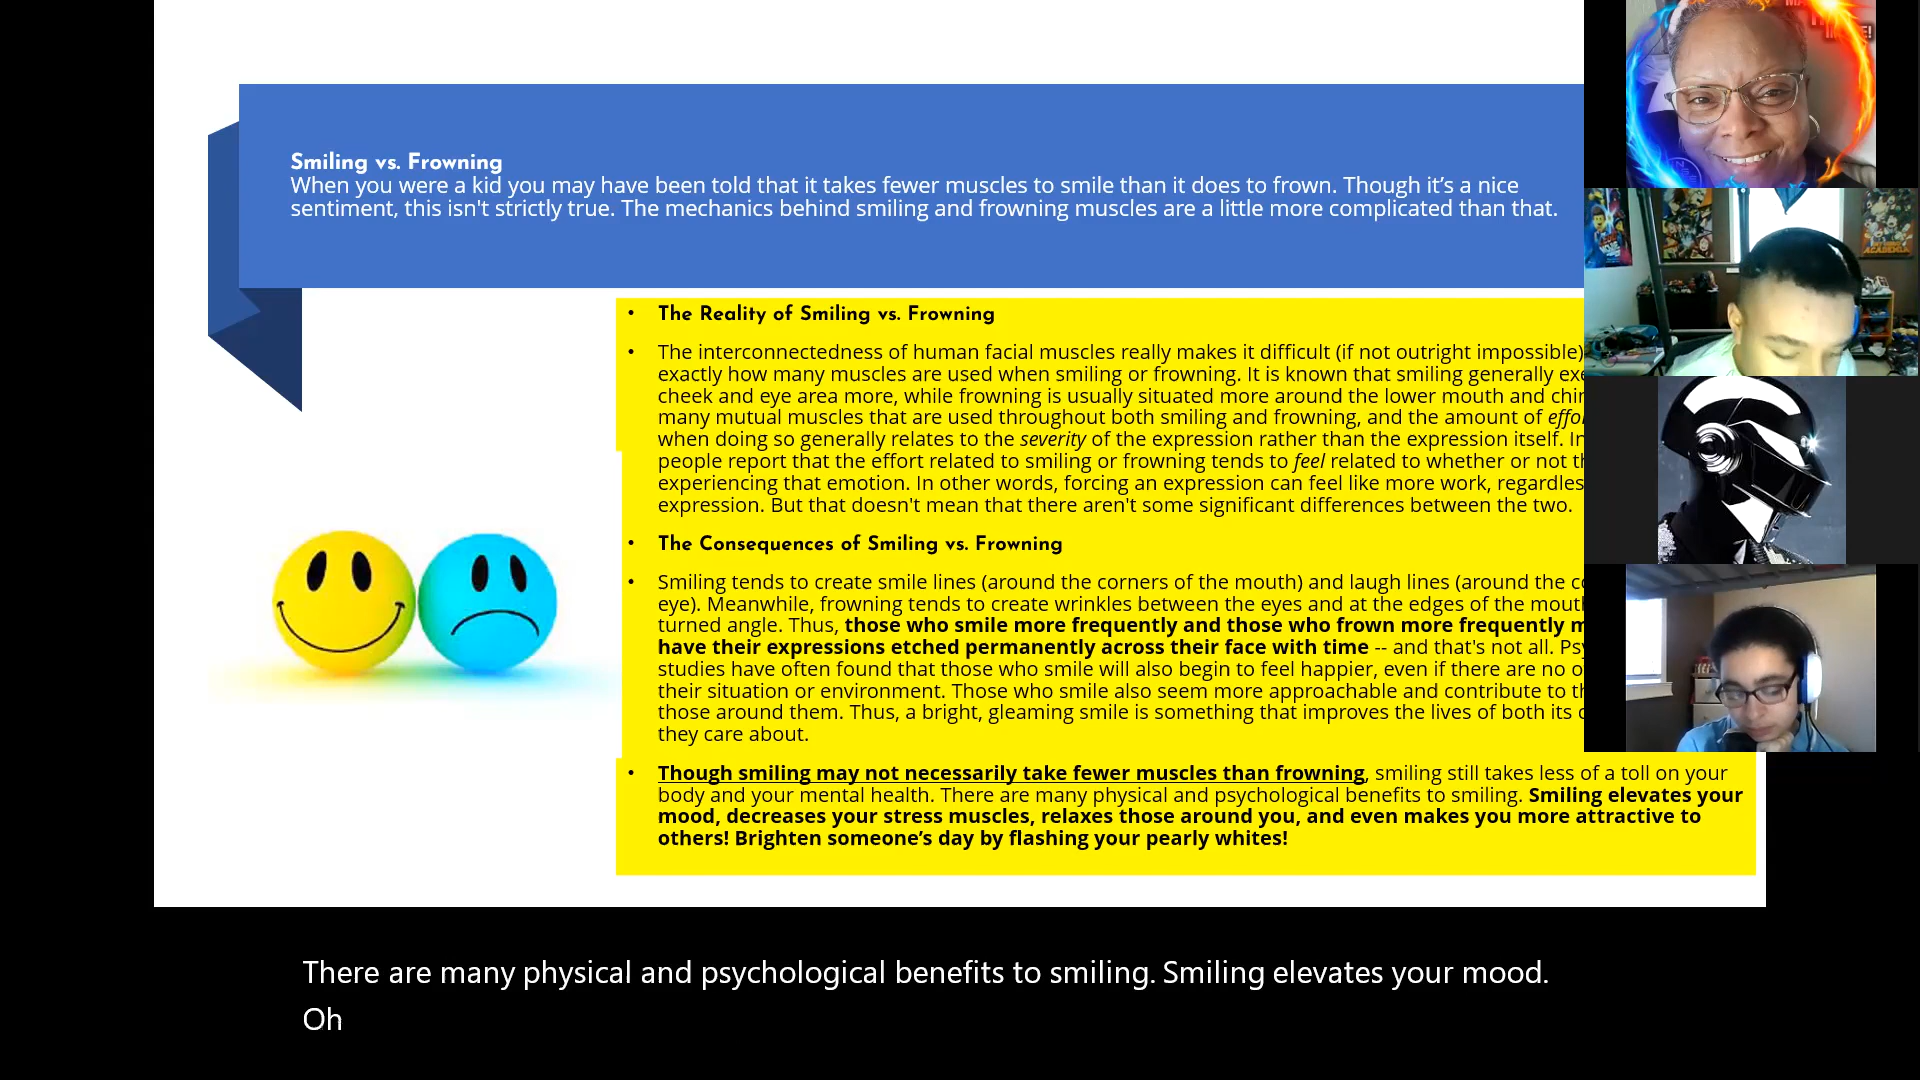 Smiling vs. Frowning
When you were a kid you may have been told that it takes fewer muscles to smile than it does to frown. Though it’s a nice
sentiment, this isn't strictly true. The mechanics behind smiling and frowning muscles are a little more complicated than that.
• The Reality of Smiling vs. Frowning
• The interconnectedness of human facial muscles really makes it difficult (if not outright impossible)
exactly how many muscles are used when smiling or frowning. It is known that smiling generally
cheek and eye area more, while frowning is usually situated more around the lower mouth and
many mutual muscles that are used throughout both smiling and frowning, and the amount of
when doing so generally relates to the severity of the expression rather than the expression itself. In
people report that the effort related to smiling or frowning tends to feel related to whether or not
experiencing that emotion. In other words, forcing an expression can feel like more work, regardless
expression. But that doesn't mean that there aren't some significant differences between the two.
• The Consequences of Smiling vs. Frowning
• Smiling tends to create smile lines (around the corners of the mouth) and laugh lines (around the
eye). Meanwhile, frowning tends to create wrinkles between the eyes and at the edges of the
turned angle. Thus, those who smile more frequently and those who frown more frequently
have their expressions etched permanently across their face with time -- and that's not all.
studies have often found that those who smile will also begin to feel happier, even if there are no
their situation or environment. Those who smile also seem more approachable and contribute to
those around them. Thus, a bright, gleaming smile is something that improves the lives of both its
they care about.
• Though smiling may not necessarily take fewer muscles than frowning, smiling still takes less of a toll on your
body and your mental health. There are many physical and psychological benefits to smiling. Smiling elevates your
mood, decreases your stress muscles, relaxes those around you, and even makes you more attractive to
others! Brighten someone’s day by flashing your pearly whites!
There are many physical and psychological benefits to smiling. Smiling elevates your mood.
Oh